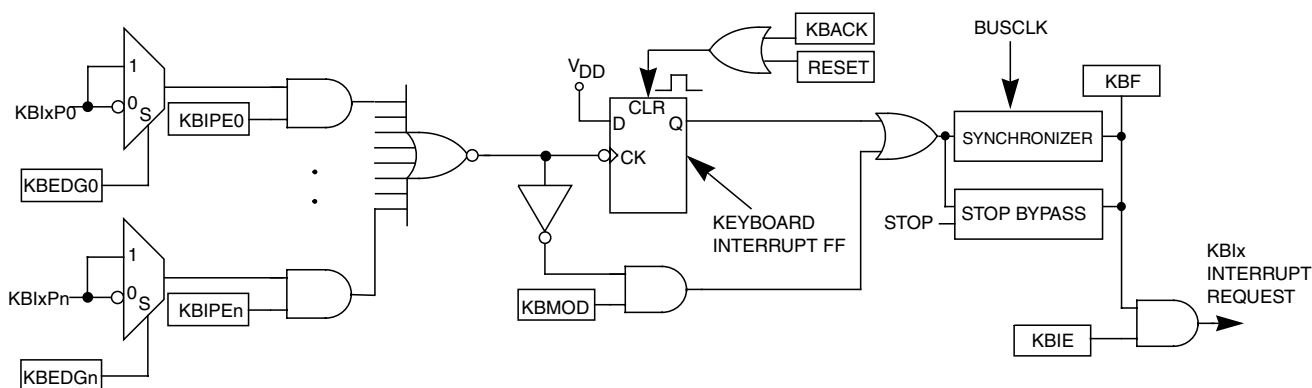 KBACK
RESET
BUSCLK
VDD
KBF
1
0
S
KBIxP0
KBIPE0
CLR
D
Q
CK
SYNCHRONIZER
KBEDG0
STOP BYPASS
STOP
KEYBOARD
INTERRUPT FF
1
0
S
KBIxPn
KBIPEn
KBMOD
KBIx
INTERRUPT
REQUEST
KBIE
KBEDGn